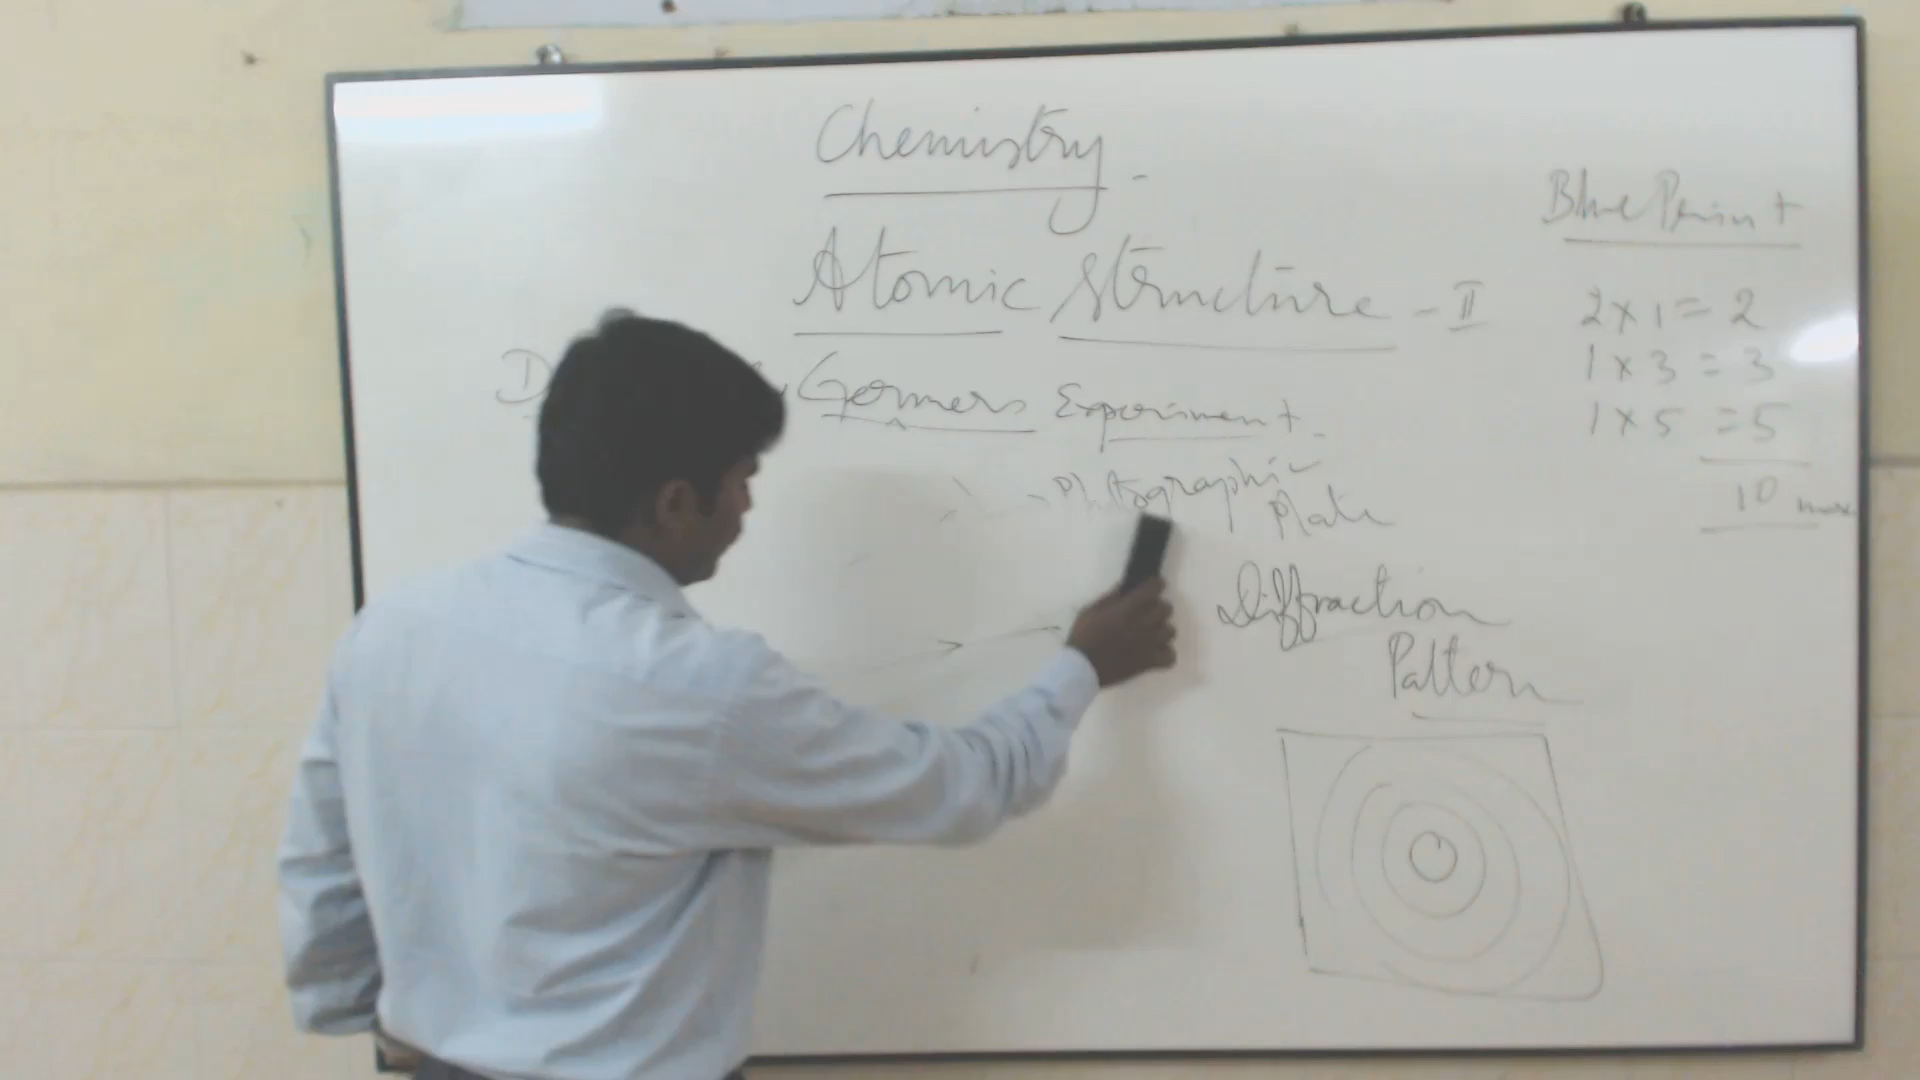 Chemistry
Atomic Structure - II
Germers Experiment
Photographic
Plate
Diffraction
Pattern
Blue Print
2 x 1 = 2
1 x 3 = 3
1 x 5 = 5
10